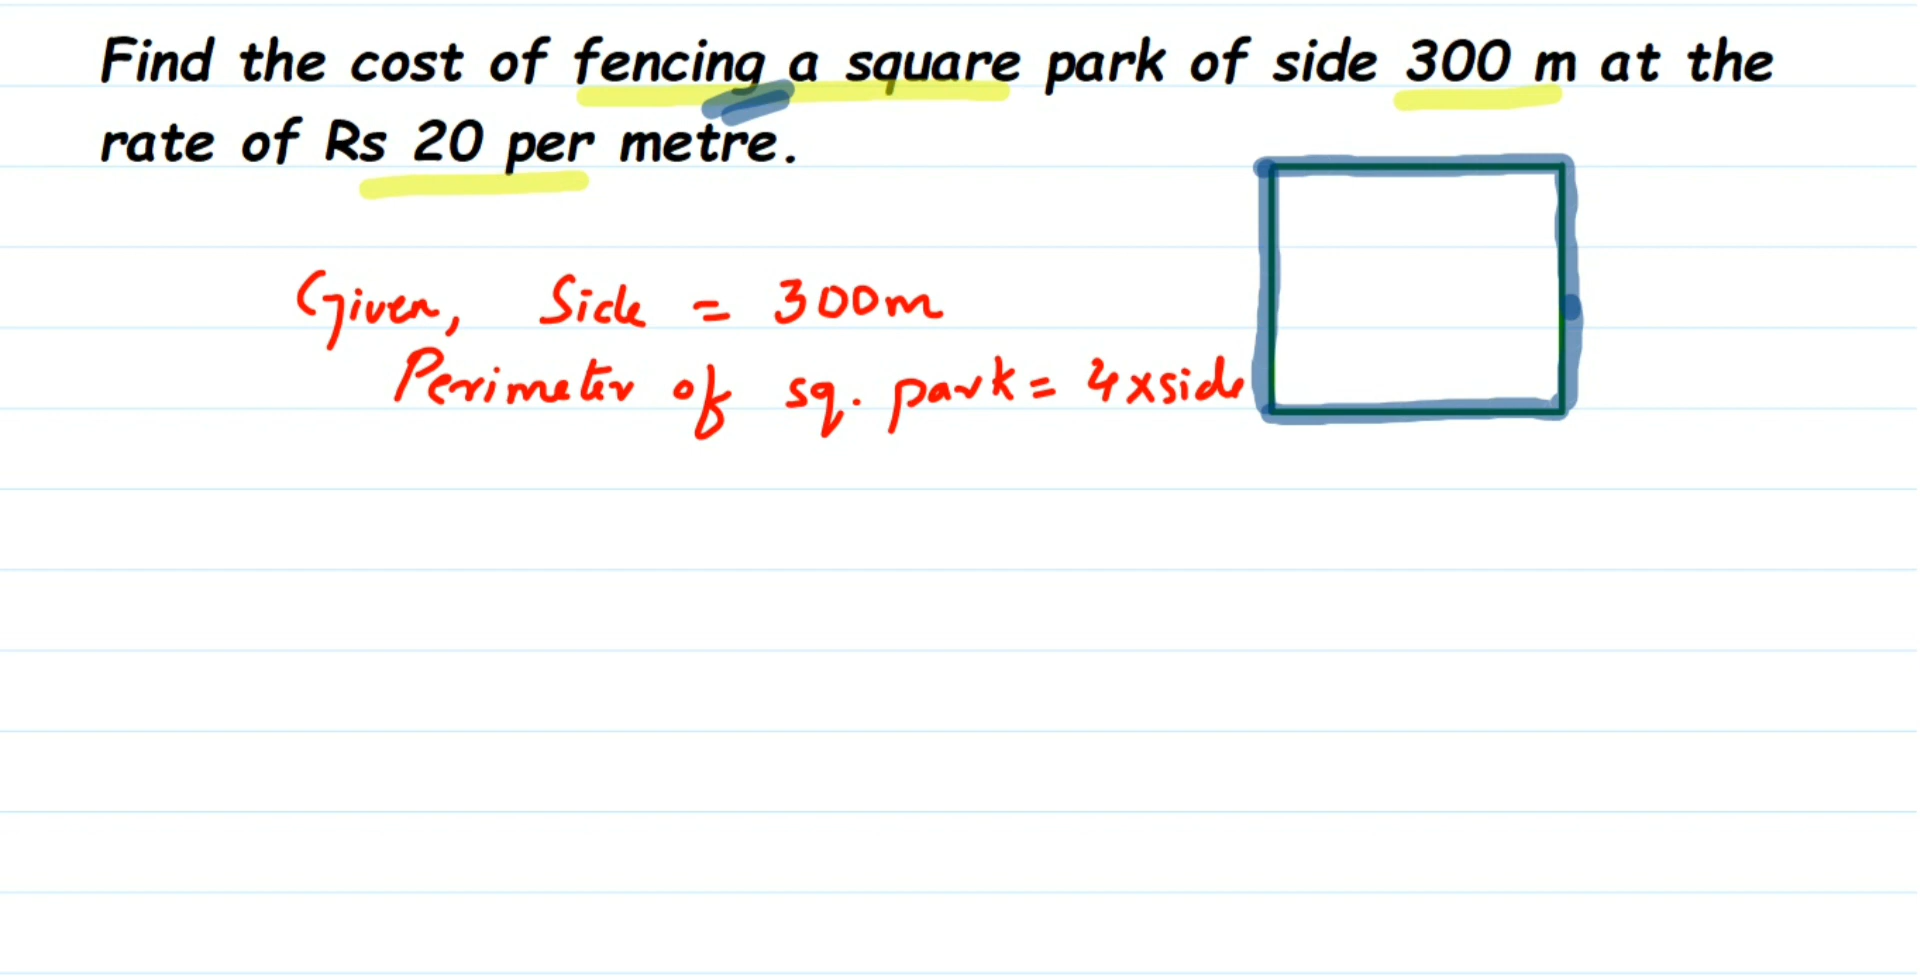 Find the cost of fencing a square park of side 300 m at the
rate of Rs 20 per metre.
Given, Side = 300m
Perimeter of sq. park = 4xside